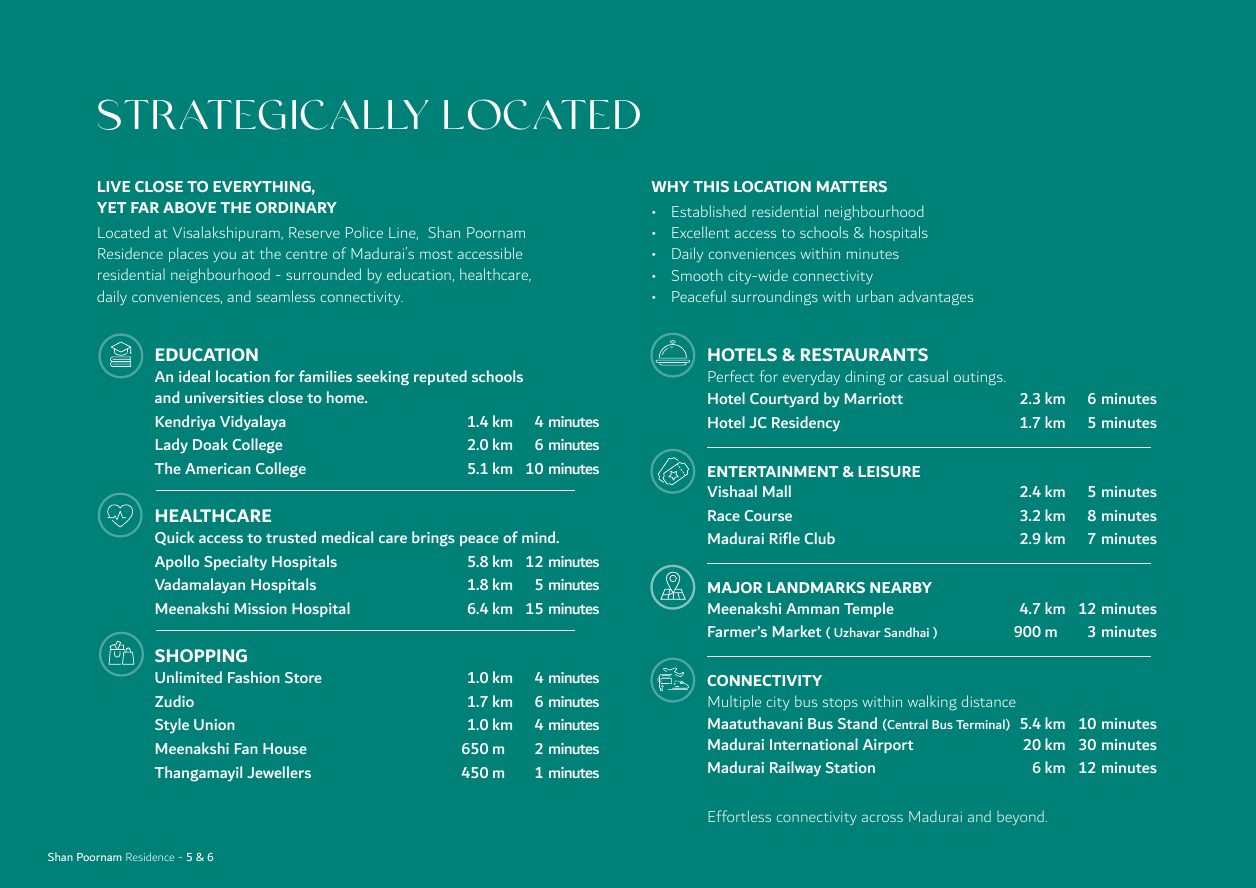 STRATEGICALLY LOCATED
LIVE CLOSE TO EVERYTHING,
YET FAR ABOVE THE ORDINARY
Located at Visalakshipuram, Reserve Police Line, Shan Poornam
Residence places you at the centre of Madurai's most accessible
residential neighbourhood - surrounded by education, healthcare,
daily conveniences, and seamless connectivity.
EDUCATION
An ideal location for families seeking reputed schools
and universities close to home.
Kendriya Vidyalaya 1.4 km 4 minutes
Lady Doak College 2.0 km 6 minutes
The American College 5.1 km 10 minutes
HEALTHCARE
Quick access to trusted medical care brings peace of mind.
Apollo Specialty Hospitals 5.8 km 12 minutes
Vadamalayan Hospitals 1.8 km 5 minutes
Meenakshi Mission Hospital 6.4 km 15 minutes
SHOPPING
Unlimited Fashion Store 1.0 km 4 minutes
Zudio 1.7 km 6 minutes
Style Union 1.0 km 4 minutes
Meenakshi Fan House 650 m 2 minutes
Thangamayil Jewellers 450 m 1 minutes
WHY THIS LOCATION MATTERS
• Established residential neighbourhood
• Excellent access to schools & hospitals
• Daily conveniences within minutes
• Smooth city-wide connectivity
• Peaceful surroundings with urban advantages
HOTELS & RESTAURANTS
Perfect for everyday dining or casual outings.
Hotel Courtyard by Marriott 2.3 km 6 minutes
Hotel JC Residency 1.7 km 5 minutes
ENTERTAINMENT & LEISURE
Vishaal Mall 2.4 km 5 minutes
Race Course 3.2 km 8 minutes
Madurai Rifle Club 2.9 km 7 minutes
MAJOR LANDMARKS NEARBY
Meenakshi Amman Temple 4.7 km 12 minutes
Farmer's Market ( Uzhavar Sandhai ) 900 m 3 minutes
CONNECTIVITY
Multiple city bus stops within walking distance
Maatuthavani Bus Stand (Central Bus Terminal) 5.4 km 10 minutes
Madurai International Airport 20 km 30 minutes
Madurai Railway Station 6 km 12 minutes
Effortless connectivity across Madurai and beyond.
Shan Poornam Residence - 5 & 6